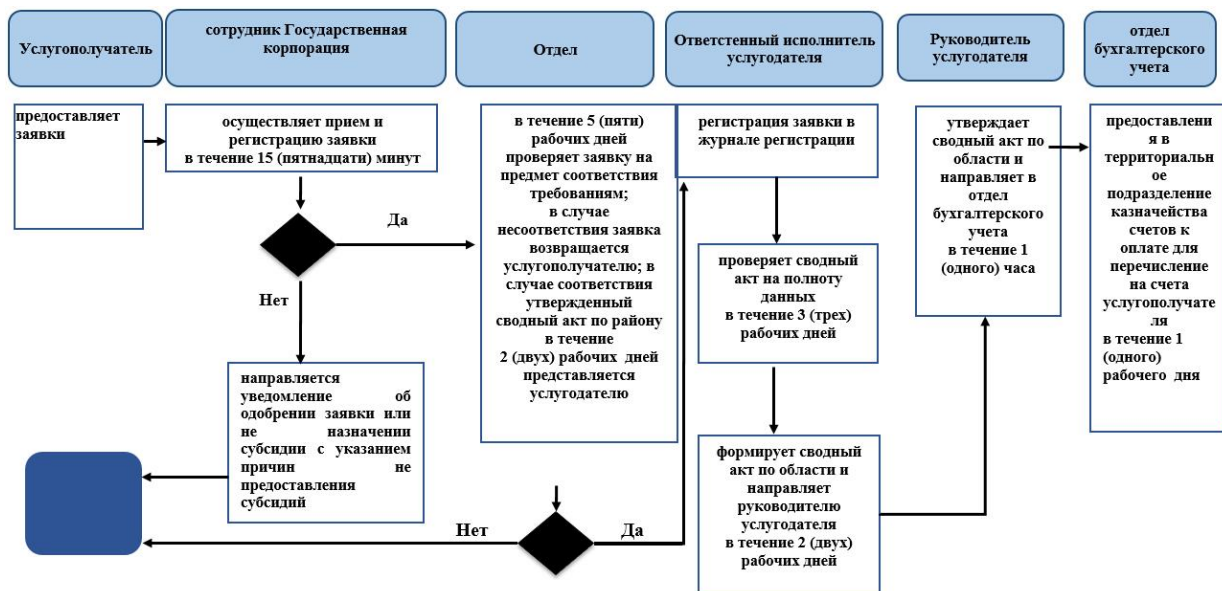 Услугополучатель
сотрудник Государственная
корпорация
Отдел
Ответстенный исполнитель
услугодателя
Руководитель
услугодателя
отдел
бухгалтерского
учета
предоставляет
заявки
осуществляет прием и
регистрацию заявки
в течение 15 (пятнадцати) минут
Да
Нет
направляется
уведомление об
одобрении заявки или
не назначении
субсидии с указанием
причин не
предоставления
субсидий
в течение 5 (пяти)
рабочих дней
проверяет заявку на
предмет соответствия
требованиям;
в случае
несоответствия заявка
возвращается
услугополучателю; в
случае соответствия
утвержденный
сводный акт по району
в течение
2 (двух) рабочих дней
представляется
услугодателю
Нет
Да
регистрация заявки в
журнале регистрации
проверяет сводный
акт на полноту
данных
в течение 3 (трех)
рабочих дней
формирует сводный
акт по области и
направляет
руководителю
услугодателя
в течение 2 (двух)
рабочих дней
утверждает
сводный акт по
области и
направляет в
отдел
бухгалтерского
учета
в течение 1
(одного) часа
предоставлени
я в
территориальн
ое
подразделение
казначейства
счетов к
оплате для
перечисление
на счета
услугополучате
ля
в течение 1
(одного)
рабочего дня